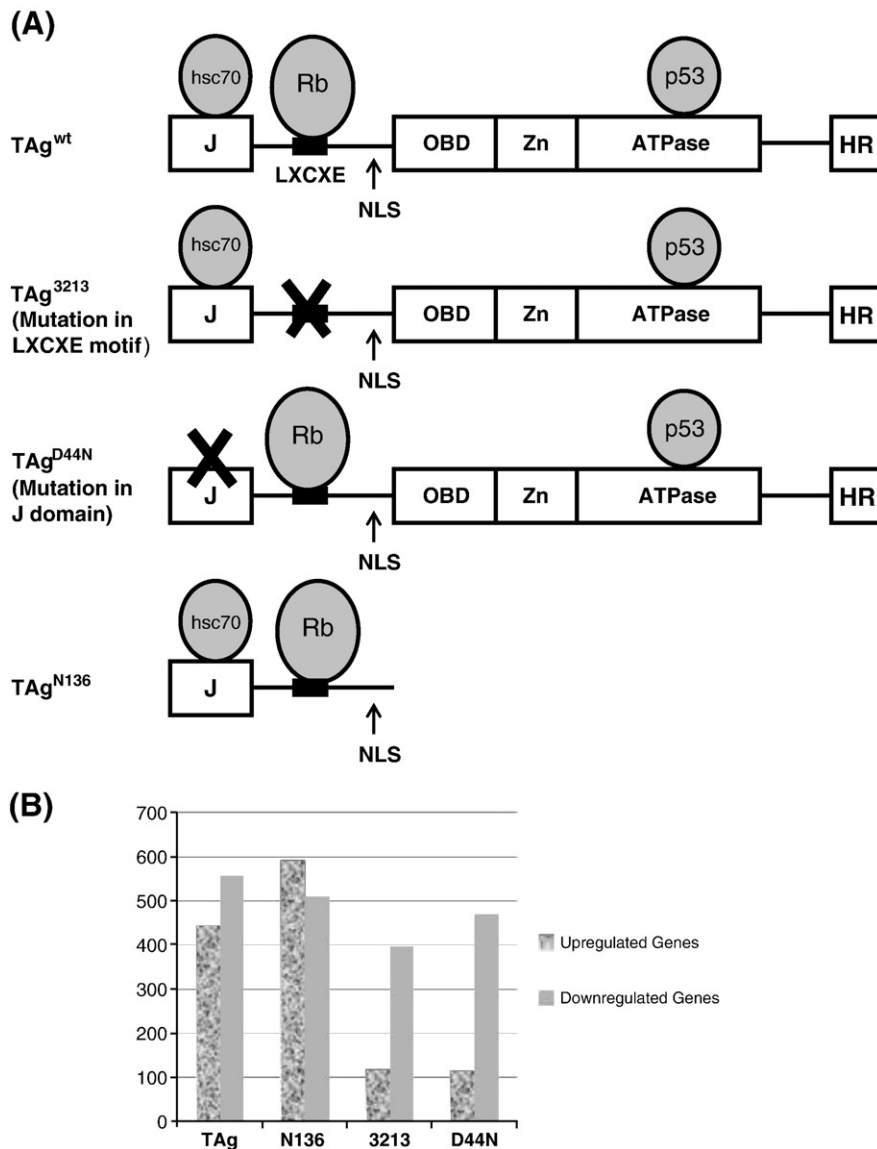 (A)
hsc70 Rb p53
TAg^wt J OBD Zn ATPase HR
LXCXE
NLS
hsc70 p53
TAg^3213 J OBD Zn ATPase HR
(Mutation in
LXCXE motif)
NLS
Rb p53
TAg^D44N J OBD Zn ATPase HR
(Mutation in
J domain)
NLS
hsc70 Rb
TAg^N136 J
NLS
(B)
700
600
500
400
300
200
100
0
TAg N136 3213 D44N
Upregulated Genes
Downregulated Genes